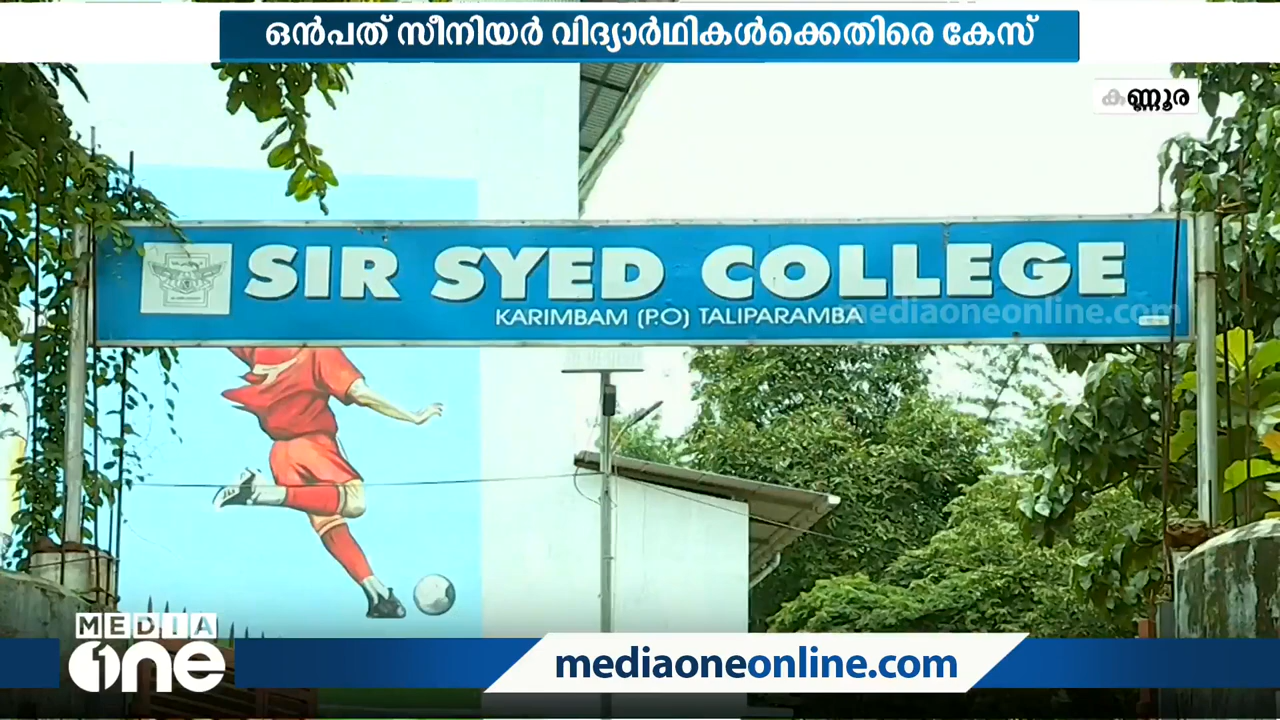 ഒൻപത് സീനിയർ വിദ്യാർഥികൾക്കെതിരെ കേസ്
കണ്ണൂര
SIR SYED COLLEGE
KARIMBAM (P.O) TALIPARAMBA
mediaoneonline.com
MEDIA
one
mediaoneonline.com